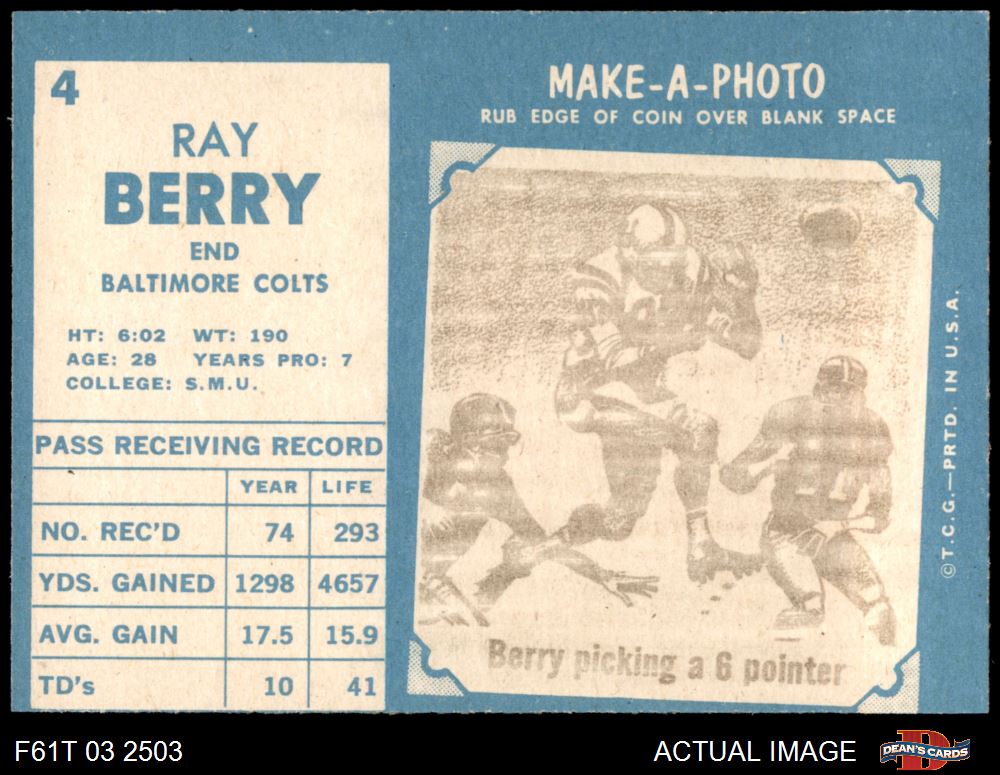 4
RAY
BERRY
END
BALTIMORE COLTS
HT: 6:02 WT: 190
AGE: 28 YEARS PRO: 7
COLLEGE: S.M.U.
PASS RECEIVING RECORD
YEAR LIFE
NO. REC'D 74 293
YDS. GAINED 1298 4657
AVG. GAIN 17.5 15.9
TD's 10 41
MAKE-A-PHOTO
RUB EDGE OF COIN OVER BLANK SPACE
Berry picking a 6 pointer
©T.C.G.—PRTD. IN U.S.A.
F61T 03 2503
ACTUAL IMAGE
D
DEAN'S CARDS